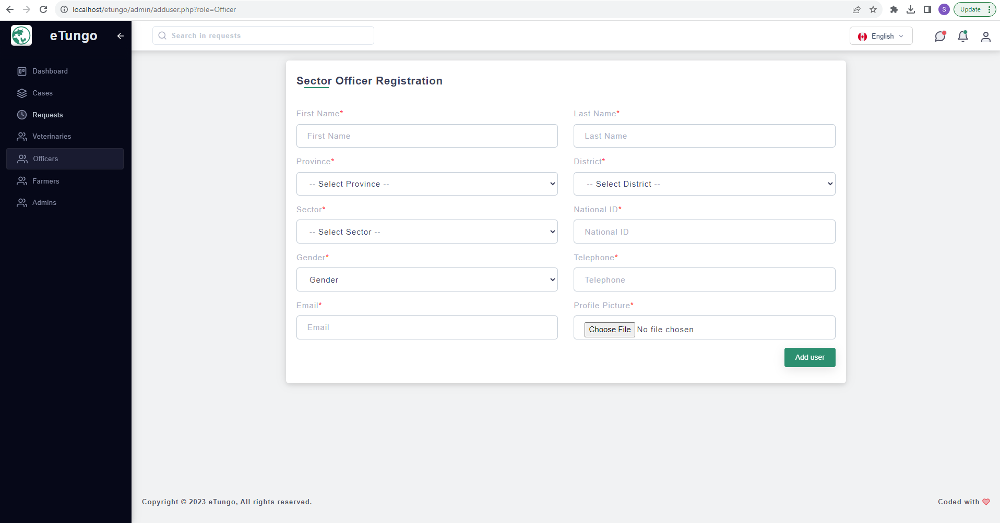 localhost/etungo/admin/adduser.php?role=Officer
S
Update
eTungo
Search in requests
English
Dashboard
Cases
Requests
Veterinaries
Officers
Farmers
Admins
Sector Officer Registration
First Name*
Last Name*
First Name
Last Name
Province*
District*
-- Select Province --
-- Select District --
Sector*
National ID*
-- Select Sector --
National ID
Gender*
Telephone*
Gender
Telephone
Email*
Profile Picture*
Email
Choose File No file chosen
Add user
Copyright © 2023 eTungo, All rights reserved.
Coded with